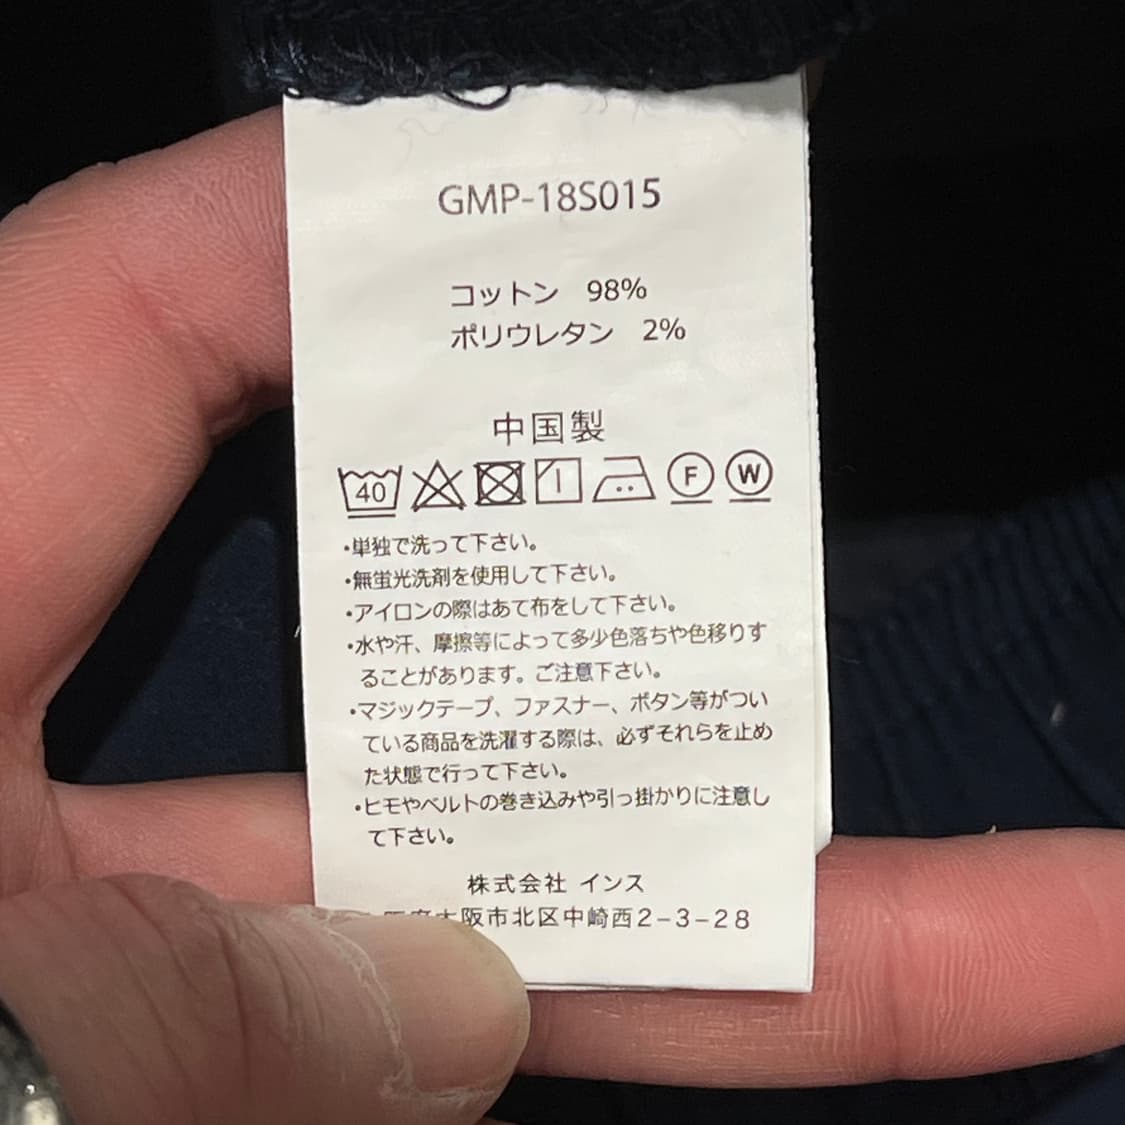 GMP-18S015
コットン 98%
ポリウレタン 2%
中国製
40 F W
・単独で洗って下さい。
・無蛍光洗剤を使用して下さい。
・アイロンの際はあて布をして下さい。
・水や汗、摩擦等によって多少色落ちや色移りす
ることがあります。ご注意下さい。
・マジックテープ、ファスナー、ボタン等がつい
ている商品を洗濯する際は、必ずそれらを止め
た状態で行って下さい。
・ヒモやベルトの巻き込みや引っ掛かりに注意し
て下さい。
株式会社 インス
大阪市北区中崎西2-3-28